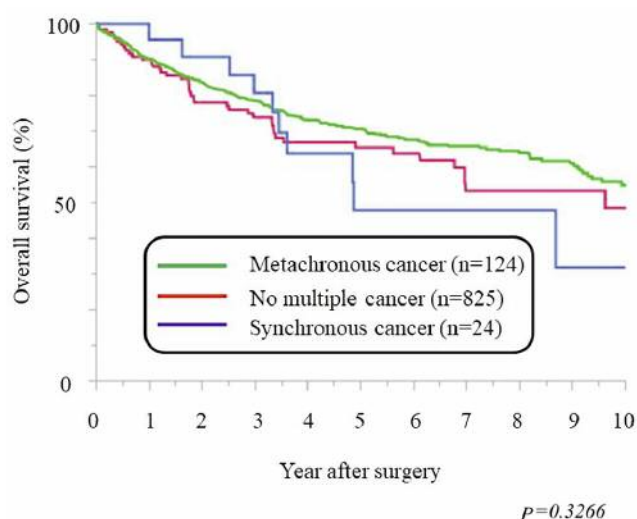 Overall survival (%)
100
50
0
Metachronous cancer (n=124)
No multiple cancer (n=825)
Synchronous cancer (n=24)
0 1 2 3 4 5 6 7 8 9 10
Year after surgery
P=0.3266